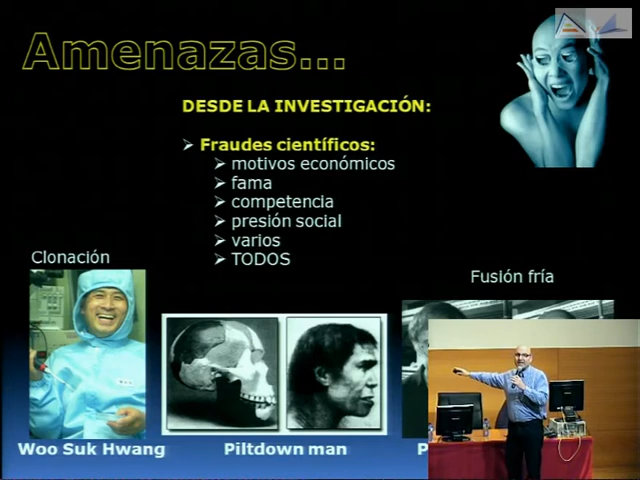 Amenazas...
DESDE LA INVESTIGACIÓN:
Fraudes científicos:
motivos económicos
fama
competencia
presión social
varios
TODOS
Clonación
Fusión fría
Woo Suk Hwang
Piltdown man